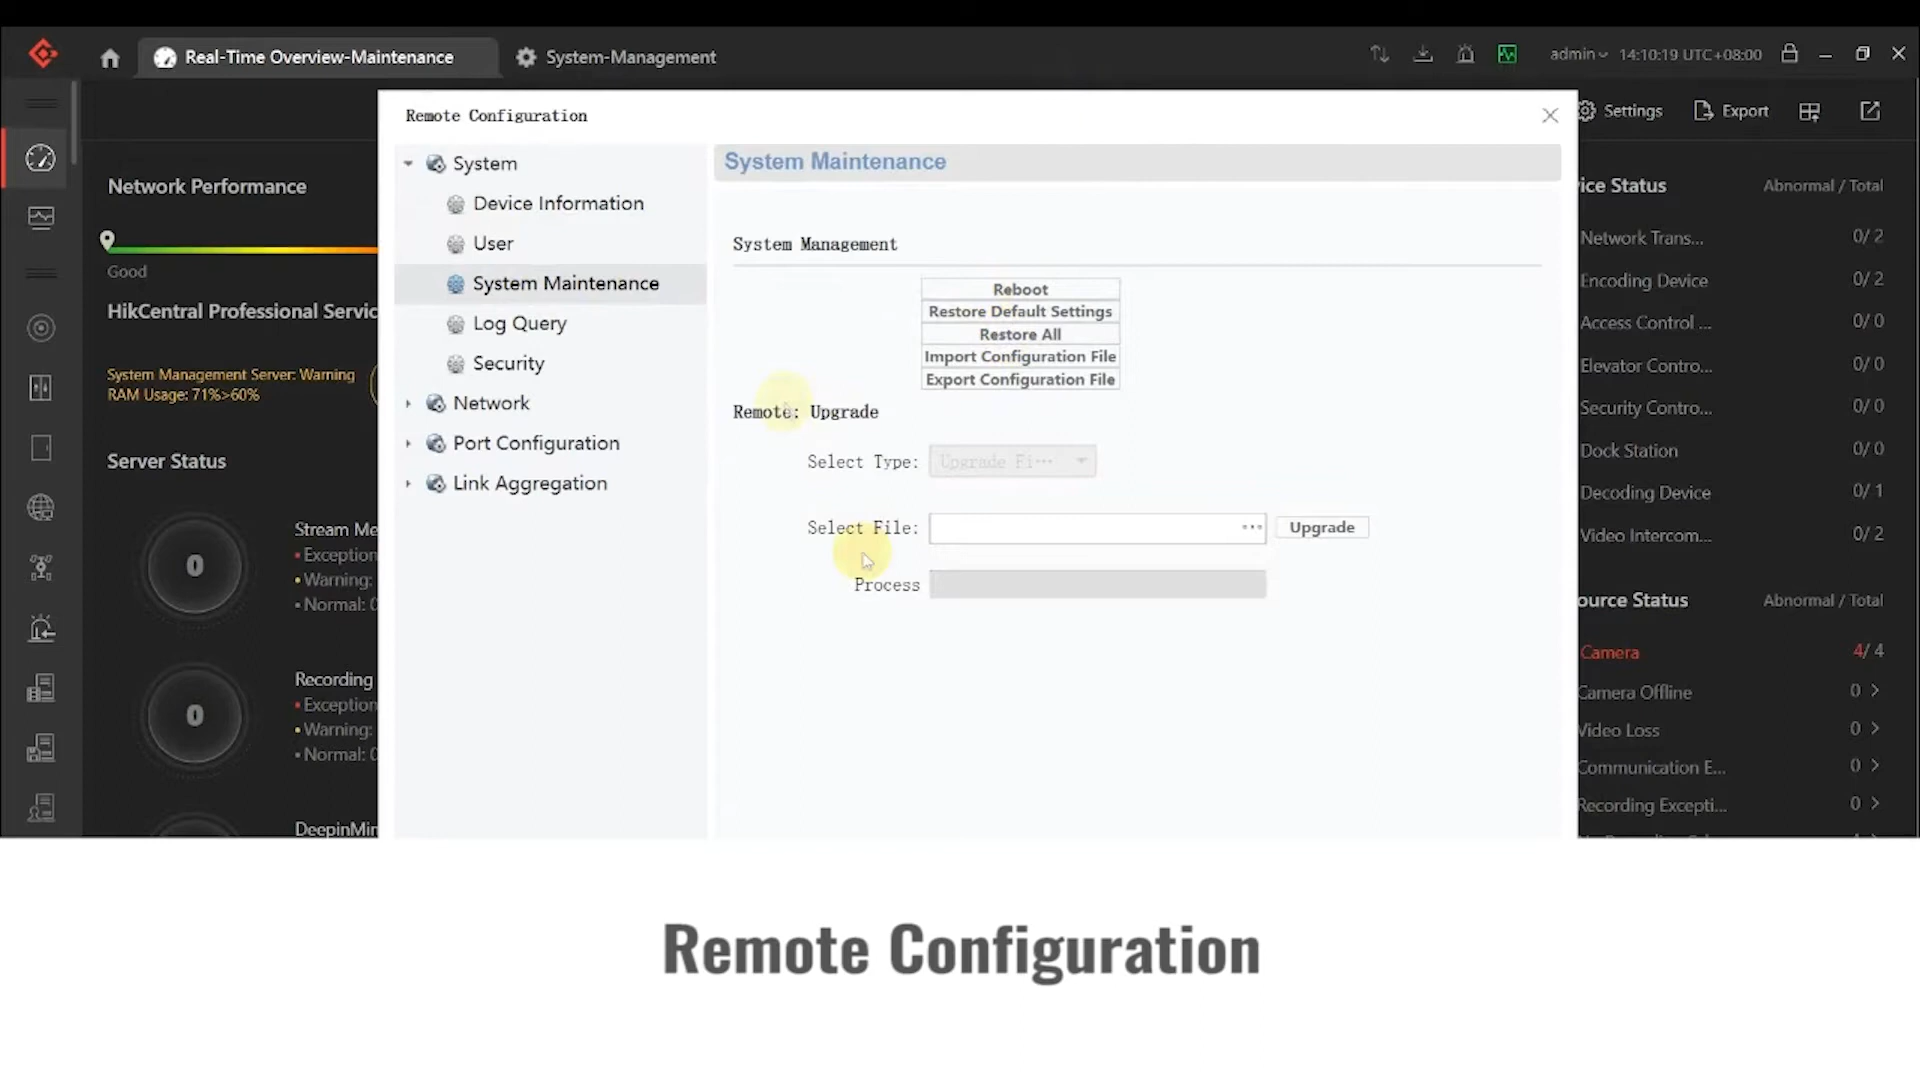 Real-Time Overview-Maintenance
System-Management
admin
14:10:19 UTC+08:00
Remote Configuration
Settings
Export
System
Device Information
User
System Maintenance
Log Query
Security
Network
Port Configuration
Link Aggregation
System Maintenance
System Management
Reboot
Restore Default Settings
Restore All
Import Configuration File
Export Configuration File
Remote: Upgrade
Select Type: Upgrade Fi...
Select File: ... Upgrade
Process
Network Performance
Good
HikCentral Professional Servic
System Management Server: Warning
RAM Usage: 71%>60%
Server Status
0
Stream Me
Exception
Warning:
Normal: 0
0
Recording
Exception
Warning:
Normal: 0
DeepinMin
ice Status Abnormal / Total
Network Trans... 0/ 2
Encoding Device 0/ 2
Access Control ... 0/ 0
Elevator Contro... 0/ 0
Security Contro... 0/ 0
Dock Station 0/ 0
Decoding Device 0/ 1
Video Intercom... 0/ 2
ource Status Abnormal / Total
Camera 4/ 4
Camera Offline 0 >
Video Loss 0 >
Communication E... 0 >
Recording Excepti... 0 >
Remote Configuration